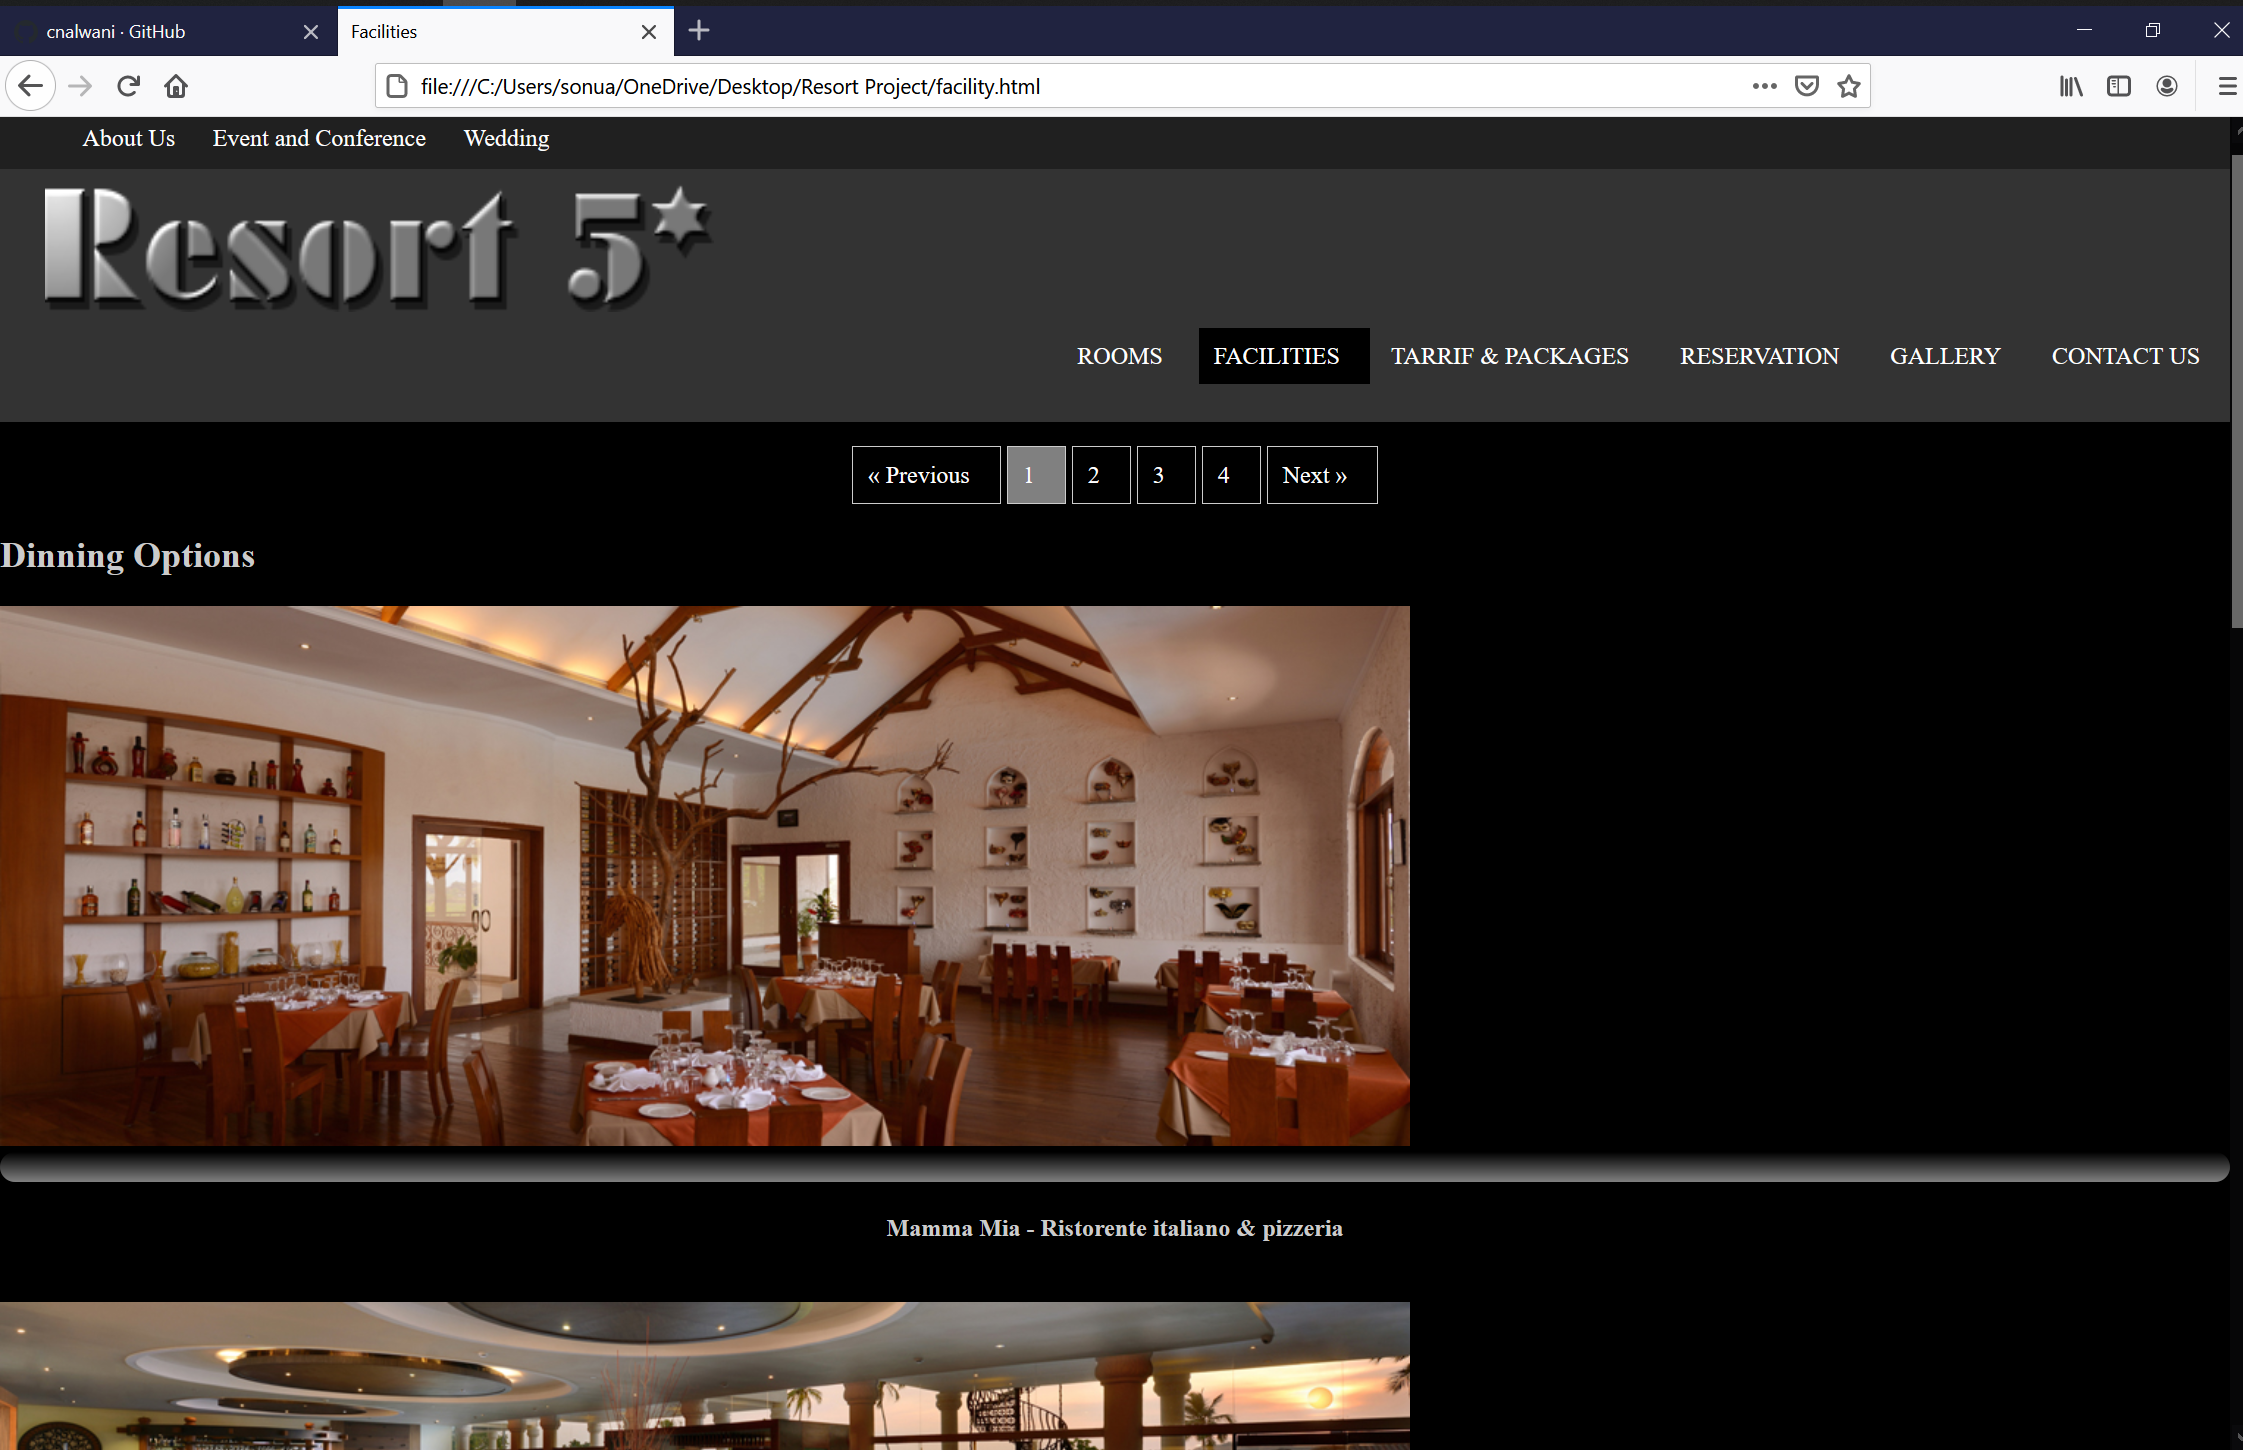 cnalwani · GitHub
Facilities
file:///C:/Users/sonua/OneDrive/Desktop/Resort Project/facility.html
About Us Event and Conference Wedding
Resort 5*
ROOMS FACILITIES TARRIF & PACKAGES RESERVATION GALLERY CONTACT US
« Previous 1 2 3 4 Next »
Dinning Options
Mamma Mia - Ristorente italiano & pizzeria